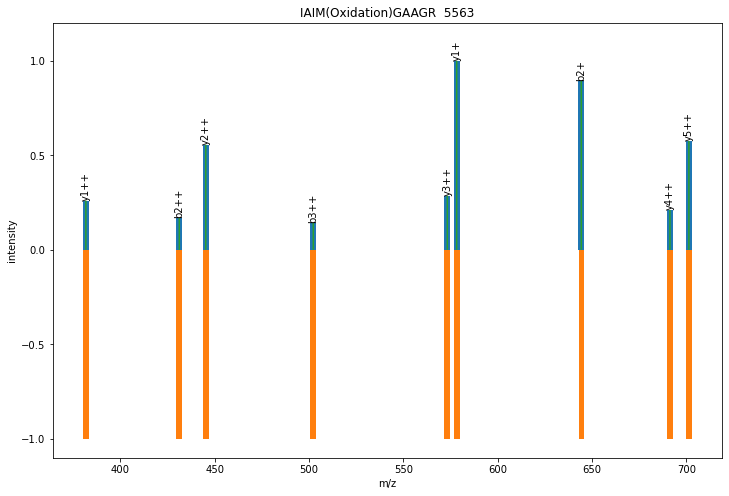 IAIM(Oxidation)GAAGR  5563
1.0
0.5
0.0
−0.5
−1.0
intensity
y1++
b2++
y2++
b3++
y3++
y1+
b2+
y4++
y5++
400
450
500
550
600
650
700
m/z